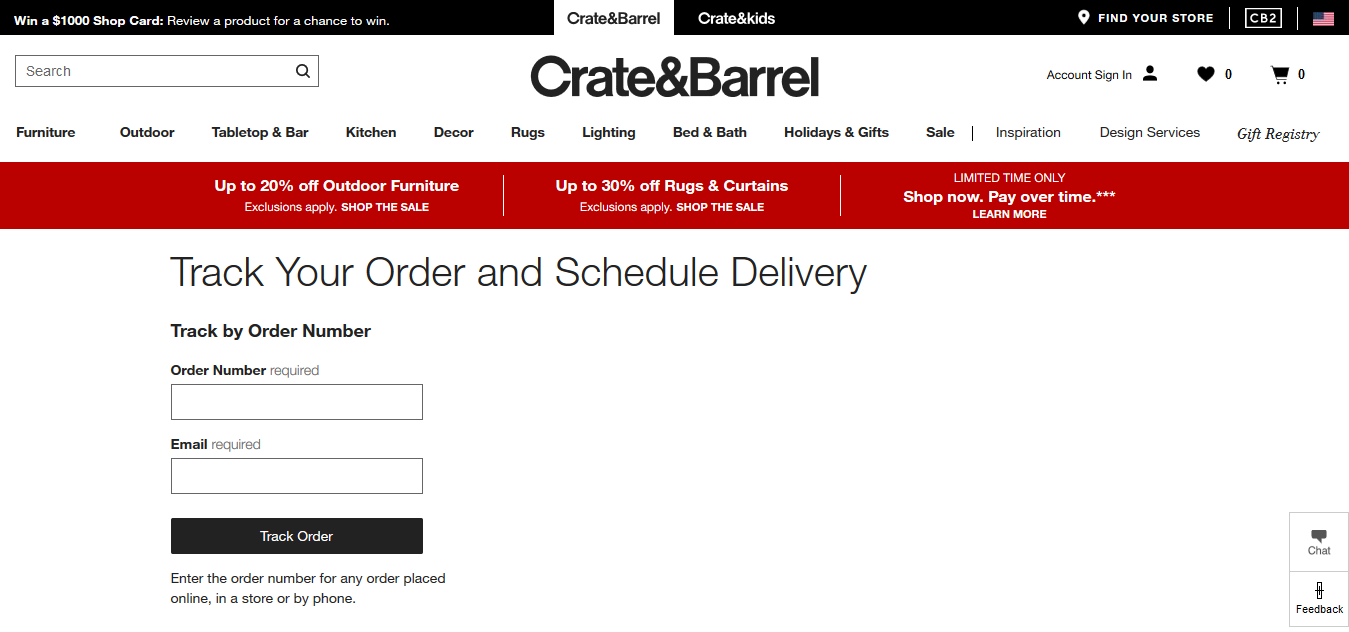 Win a $1000 Shop Card: Review a product for a chance to win.
Crate&Barrel
Crate&kids
FIND YOUR STORE
CB2
Search
Crate&Barrel
Account Sign In
0
0
Furniture
Outdoor
Tabletop & Bar
Kitchen
Decor
Rugs
Lighting
Bed & Bath
Holidays & Gifts
Sale
Inspiration
Design Services
Gift Registry
Up to 20% off Outdoor Furniture
Exclusions apply. SHOP THE SALE
Up to 30% off Rugs & Curtains
Exclusions apply. SHOP THE SALE
LIMITED TIME ONLY
Shop now. Pay over time.***
LEARN MORE
Track Your Order and Schedule Delivery
Track by Order Number
Order Number required
Email required
Track Order
Enter the order number for any order placed
online, in a store or by phone.
Chat
Feedback